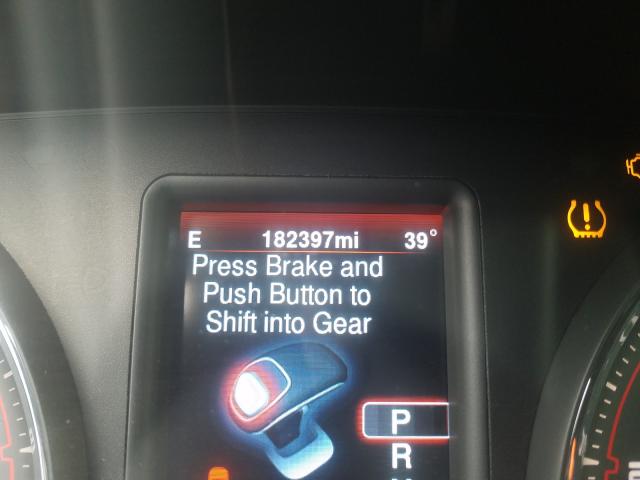 E 182397mi 39°
Press Brake and
Push Button to
Shift into Gear
P
R